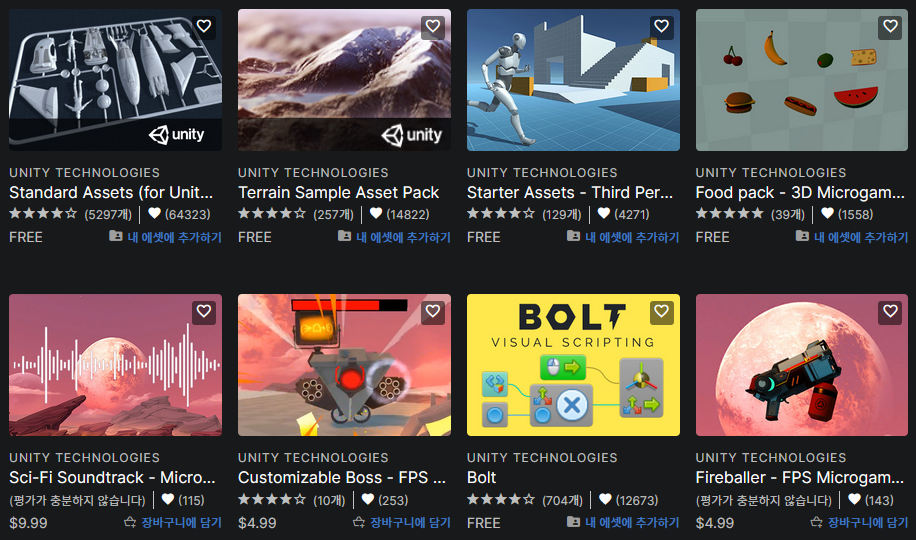 unity
UNITY TECHNOLOGIES
Standard Assets (for Unit...
(5297개) (64323)
FREE 내 에셋에 추가하기
unity
UNITY TECHNOLOGIES
Terrain Sample Asset Pack
(257개) (14822)
FREE 내 에셋에 추가하기
UNITY TECHNOLOGIES
Starter Assets - Third Per...
(129개) (4271)
FREE 내 에셋에 추가하기
UNITY TECHNOLOGIES
Food pack - 3D Microgam...
(39개) (1558)
FREE 내 에셋에 추가하기
UNITY TECHNOLOGIES
Sci-Fi Soundtrack - Micro...
(평가가 충분하지 않습니다) (115)
$9.99 장바구니에 담기
UNITY TECHNOLOGIES
Customizable Boss - FPS ...
(10개) (253)
$4.99 장바구니에 담기
BOLT
VISUAL SCRIPTING
UNITY TECHNOLOGIES
Bolt
(704개) (12673)
FREE 내 에셋에 추가하기
UNITY TECHNOLOGIES
Fireballer - FPS Microgam...
(평가가 충분하지 않습니다) (143)
$4.99 장바구니에 담기